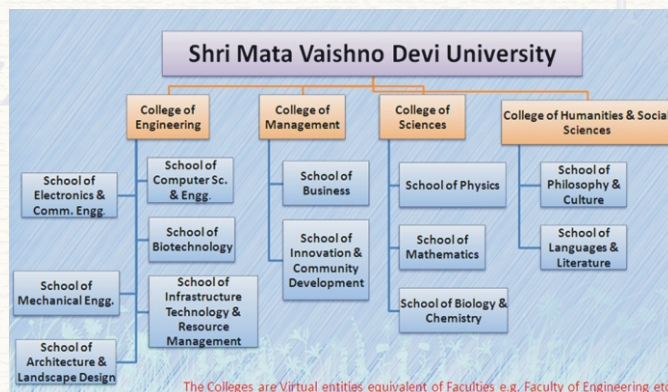 Shri Mata Vaishno Devi University
College of
Engineering
College of
Management
College of
Sciences
College of Humanities & Social
Sciences
School of
Electronics &
Comm. Engg.
School of
Computer Sc.
& Engg.
School of
Biotechnology
School of
Mechanical Engg.
School of
Infrastructure
Technology &
Resource
Management
School of
Architecture &
Landscape Design
School of
Business
School of
Innovation &
Community
Development
School of Physics
School of
Mathematics
School of Biology &
Chemistry
School of
Philosophy &
Culture
School of
Languages &
Literature
The Colleges are Virtual entities equivalent of Faculties e.g. Faculty of Engineering etc